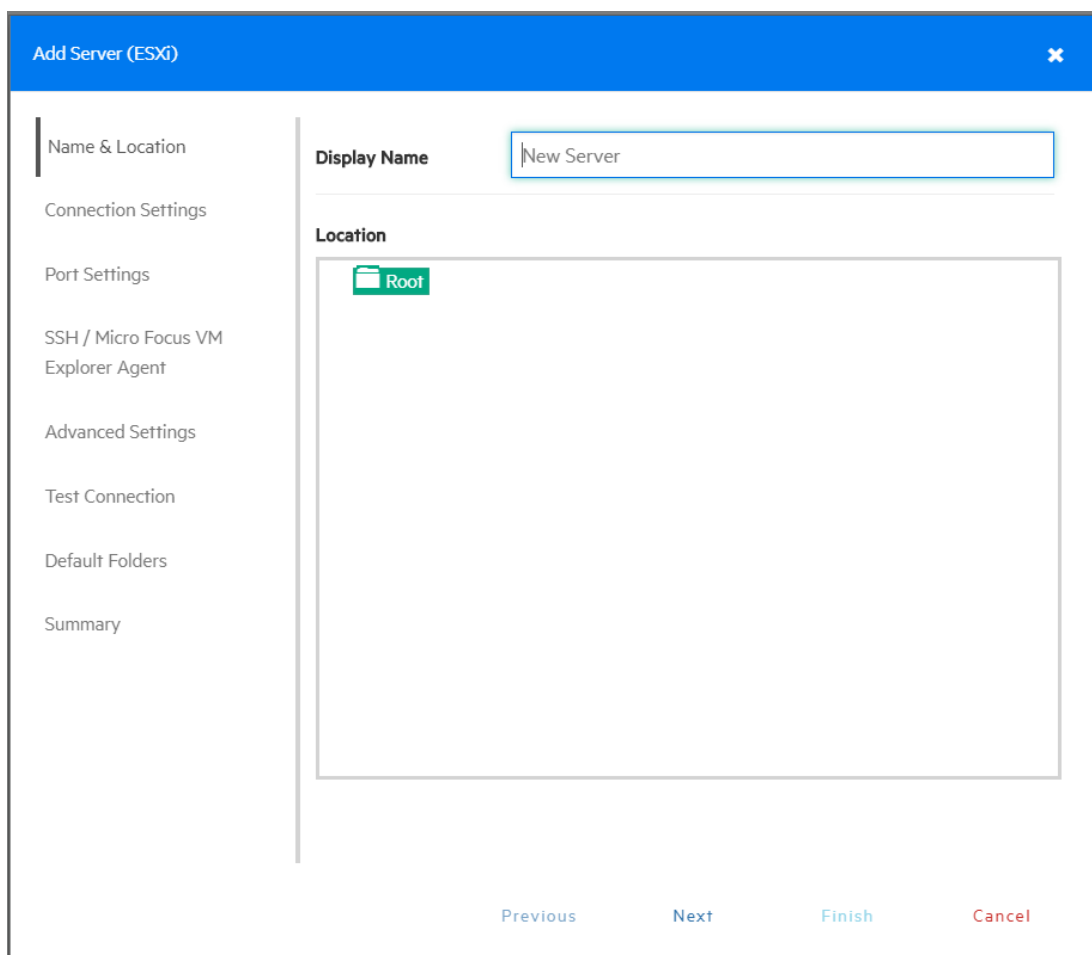 Add Server (ESXi)
Name & Location
Connection Settings
Port Settings
SSH / Micro Focus VM
Explorer Agent
Advanced Settings
Test Connection
Default Folders
Summary
Display Name
New Server
Location
Root
Previous
Next
Finish
Cancel